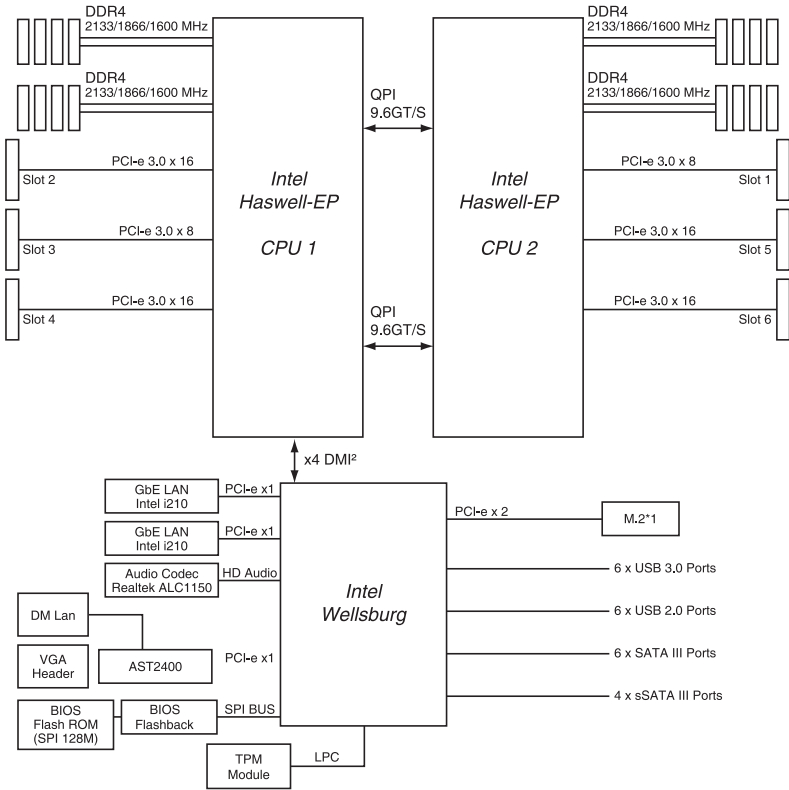 DDR4
2133/1866/1600 MHz
DDR4
2133/1866/1600 MHz
DDR4
2133/1866/1600 MHz
DDR4
2133/1866/1600 MHz
QPI
9.6GT/S
PCI-e 3.0 x 16
Slot 2
PCI-e 3.0 x 8
Slot 3
PCI-e 3.0 x 16
Slot 4
Intel
Haswell-EP
CPU 1
Intel
Haswell-EP
CPU 2
PCI-e 3.0 x 8
Slot 1
PCI-e 3.0 x 16
Slot 5
PCI-e 3.0 x 16
Slot 6
QPI
9.6GT/S
x4 DMI²
GbE LAN
Intel i210
PCI-e x1
GbE LAN
Intel i210
PCI-e x1
Audio Codec
Realtek ALC1150
HD Audio
DM Lan
VGA
Header
AST2400
PCI-e x1
BIOS
Flash ROM
(SPI 128M)
BIOS
Flashback
SPI BUS
TPM
Module
LPC
Intel
Wellsburg
PCI-e x 2
M.2*1
6 x USB 3.0 Ports
6 x USB 2.0 Ports
6 x SATA III Ports
4 x sSATA III Ports